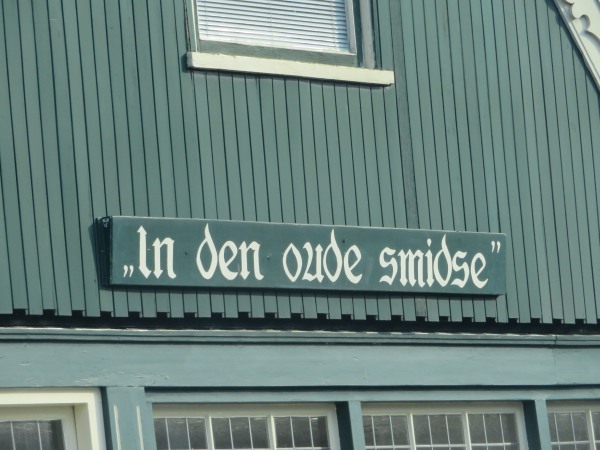 „In den oude smidse”